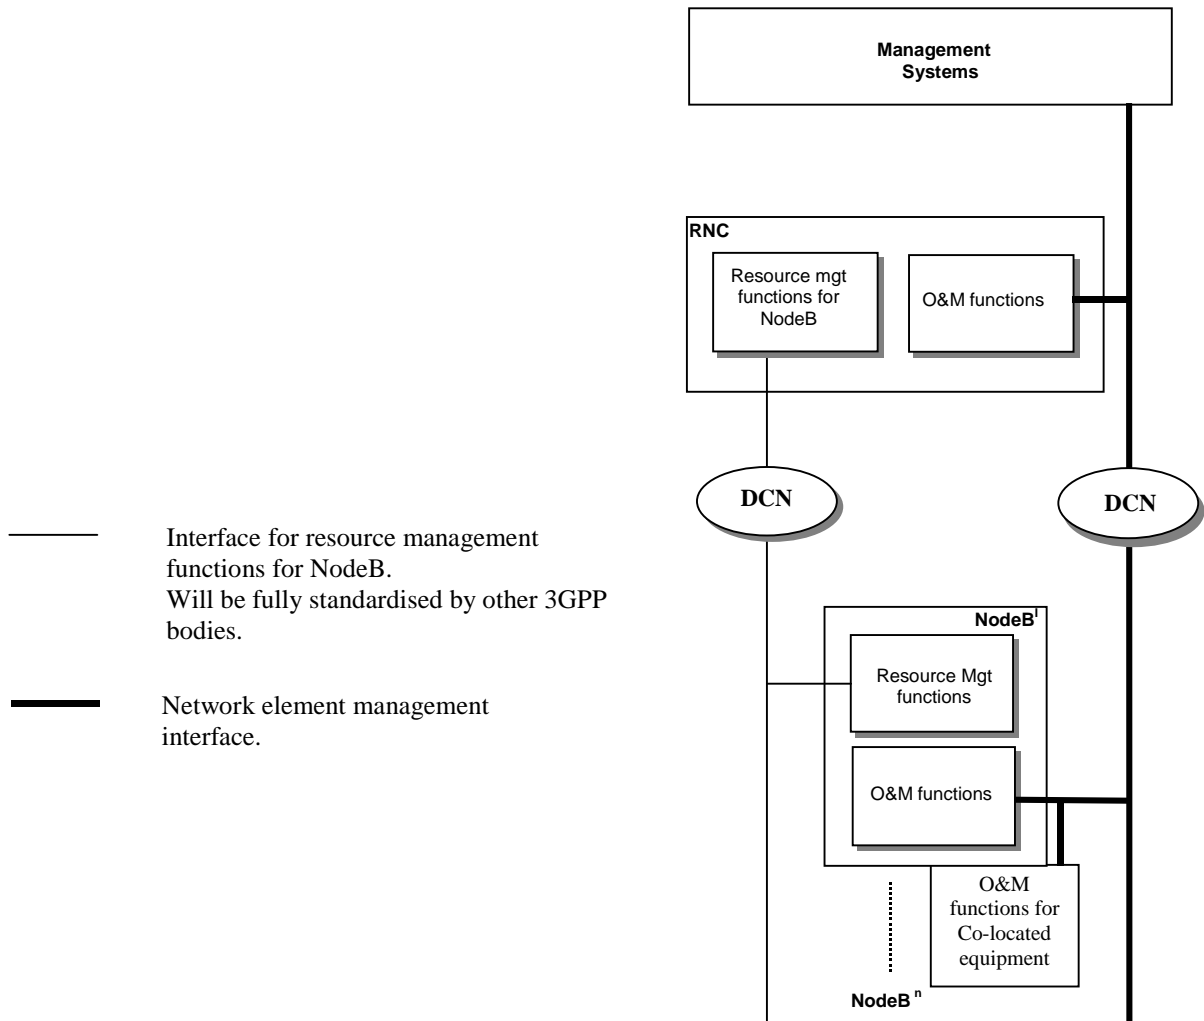 Management
Systems
RNC
Resource mgt
functions for
NodeB
O&M functions
DCN
DCN
Interface for resource management
functions for NodeB.
Will be fully standardised by other 3GPP
bodies.
NodeB^l
Resource Mgt
functions
Network element management
interface.
O&M functions
O&M
functions for
Co-located
equipment
NodeB^n